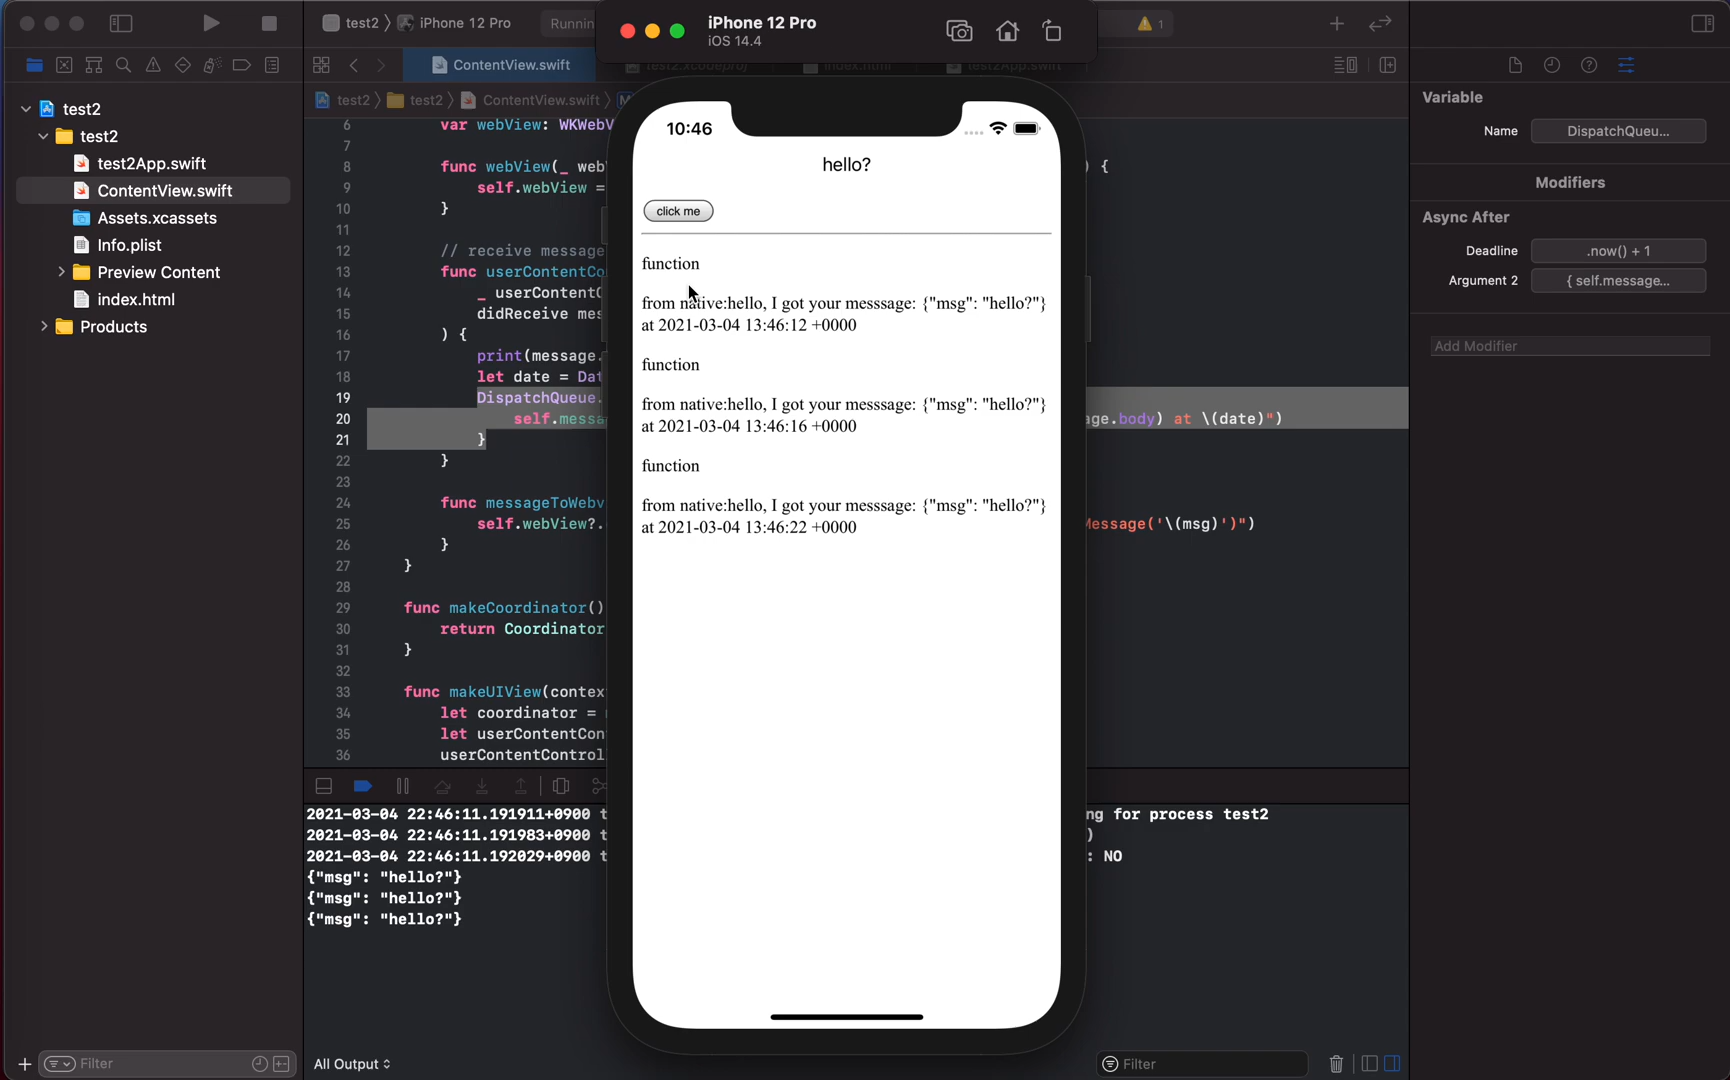 test2 〉 iPhone 12 Pro
Runnin
iPhone 12 Pro
iOS 14.4
1
ContentView.swift
test2.xcodeproj
index.html
test2App.swift
test2 〉 test2 〉 ContentView.swift 〉 M
test2
test2
test2App.swift
ContentView.swift
Assets.xcassets
Info.plist
Preview Content
index.html
Products
6 var webView: WKWebV
7
8 func webView(_ web ) {
9 self.webView =
10 }
11
12 // receive message
13 func userContentCo
14 _ userContentC
15 didReceive mes
16 ) {
17 print(message.
18 let date = Dat
19 DispatchQueue.
20 self.messa age.body) at \(date)")
21 }
22 }
23
24 func messageToWebv
25 self.webView?. Message('\(msg)')")
26 }
27 }
28
29 func makeCoordinator()
30 return Coordinator
31 }
32
33 func makeUIView(contex
34 let coordinator =
35 let userContentCon
36 userContentControl
10:46
hello?
click me
function
from native:hello, I got your messsage: {"msg": "hello?"}
at 2021-03-04 13:46:12 +0000
function
from native:hello, I got your messsage: {"msg": "hello?"}
at 2021-03-04 13:46:16 +0000
function
from native:hello, I got your messsage: {"msg": "hello?"}
at 2021-03-04 13:46:22 +0000
2021-03-04 22:46:11.191911+0900 t ng for process test2
2021-03-04 22:46:11.191983+0900 t )
2021-03-04 22:46:11.192029+0900 t : NO
{"msg": "hello?"}
{"msg": "hello?"}
{"msg": "hello?"}
Variable
Name DispatchQueu...
Modifiers
Async After
Deadline .now() + 1
Argument 2 { self.message...
Add Modifier
Filter
All Output
Filter